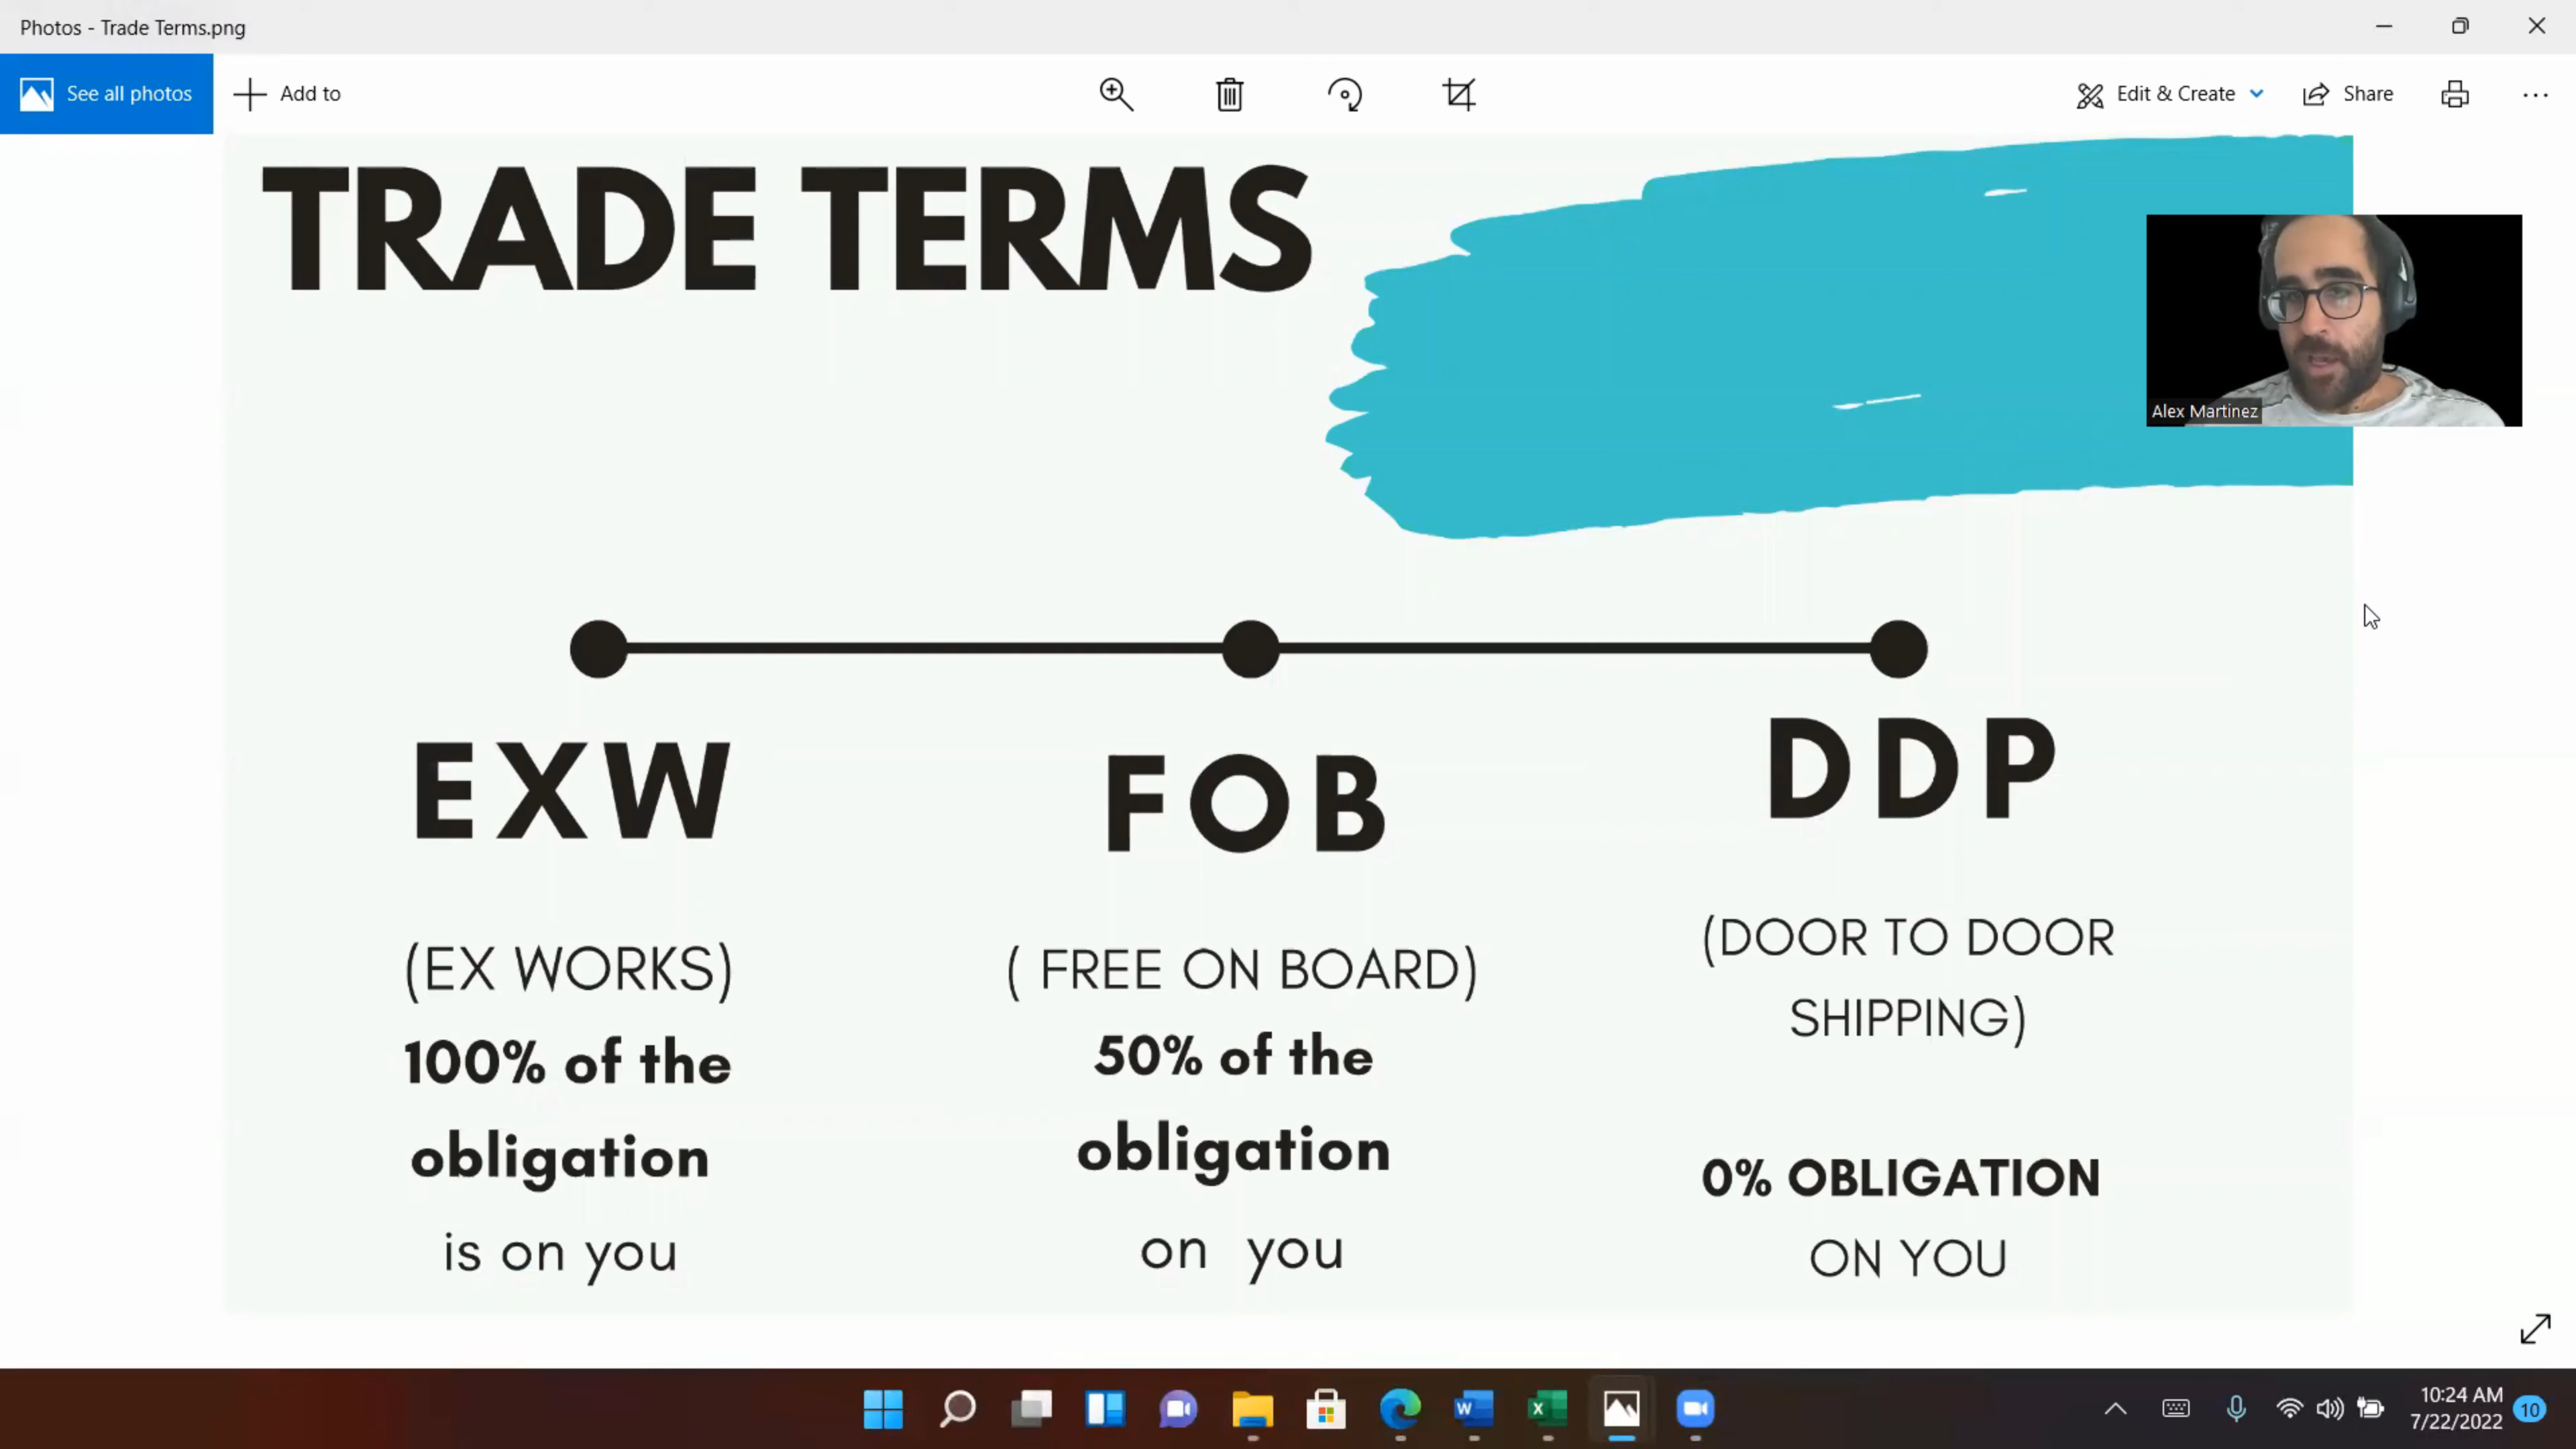 Photos - Trade Terms.png
See all photos
Add to
Edit & Create
Share
TRADE TERMS
Alex Martinez
EXW
(EX WORKS)
100% of the
obligation
is on you
FOB
( FREE ON BOARD)
50% of the
obligation
on you
DDP
(DOOR TO DOOR
SHIPPING)
0% OBLIGATION
ON YOU
10:24 AM
7/22/2022
10